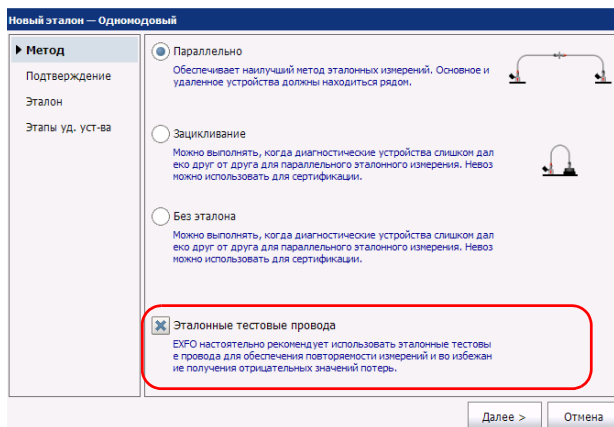 Новый эталон — Одномодовый
Метод
Подтверждение
Эталон
Этапы уд. уст-ва
Параллельно
Обеспечивает наилучший метод эталонных измерений. Основное и
удаленное устройства должны находиться рядом.
Зацикливание
Можно выполнять, когда диагностические устройства слишком дал
еко друг от друга для параллельного эталонного измерения. Невоз
можно использовать для сертификации.
Без эталона
Можно выполнять, когда диагностические устройства слишком дал
еко друг от друга для параллельного эталонного измерения. Невоз
можно использовать для сертификации.
Эталонные тестовые провода
EXFO настоятельно рекомендует использовать эталонные тестовы
е провода для обеспечения повторяемости измерений и во избежан
ие получения отрицательных значений потерь.
Далее >
Отмена